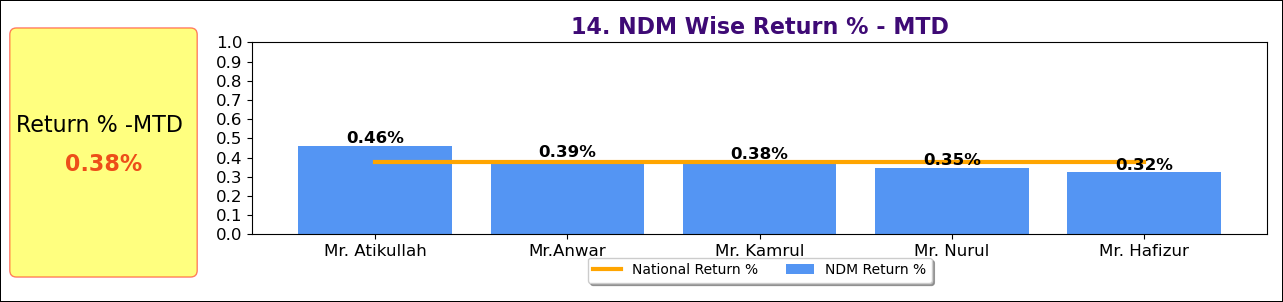 14. NDM Wise Return % - MTD
Return % -MTD
0.38%
1.0
0.9
0.8
0.7
0.6
0.5
0.4
0.3
0.2
0.1
0.0
0.46%
0.39%
0.38%
0.35%
0.32%
Mr. Atikullah
Mr.Anwar
Mr. Kamrul
Mr. Nurul
Mr. Hafizur
National Return %
NDM Return %